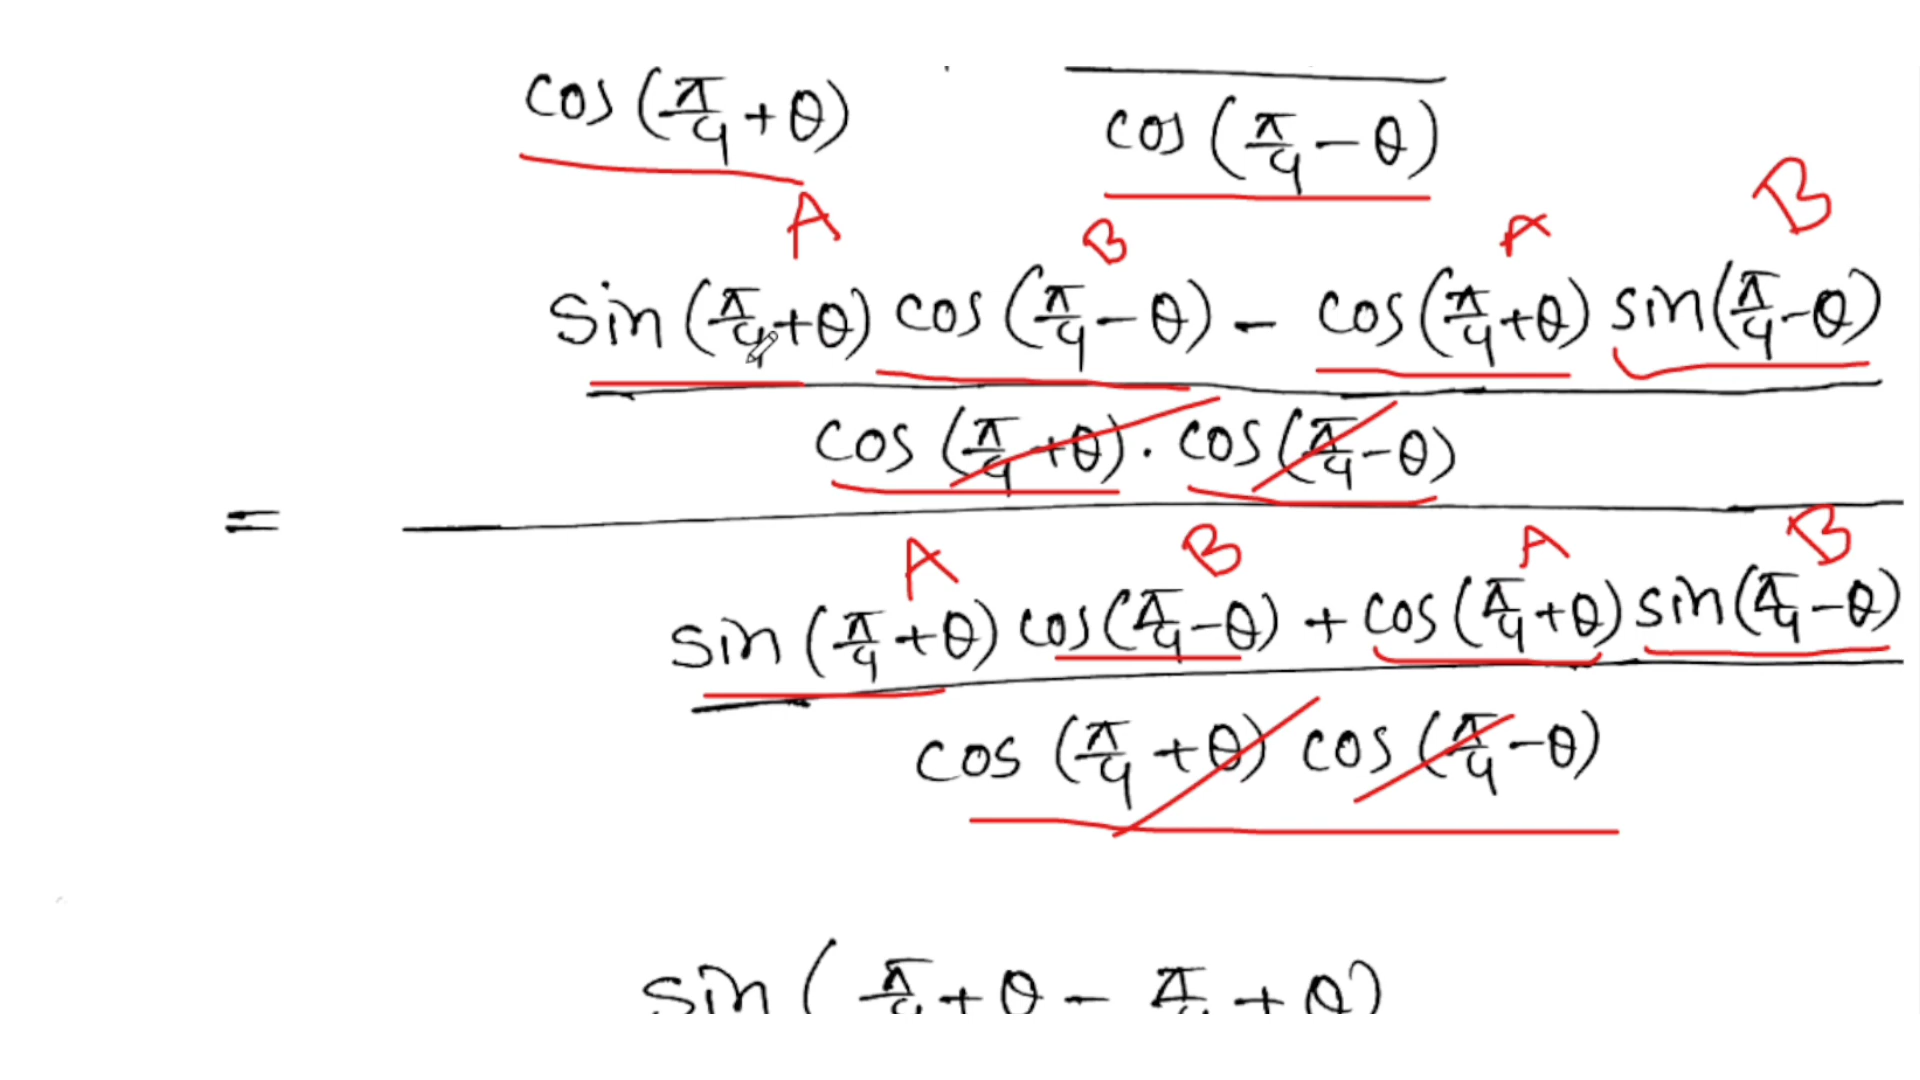 cos(π/4+θ) cos(π/4-θ)
A B A B
sin(π/4+θ) cos(π/4-θ) - cos(π/4+θ) sin(π/4-θ)
cos(π/4+θ) · cos(π/4-θ)
=
A B A B
sin(π/4+θ) cos(π/4-θ) + cos(π/4+θ) sin(π/4-θ)
cos(π/4+θ) cos(π/4-θ)
sin(π/4+θ-π/4+θ)